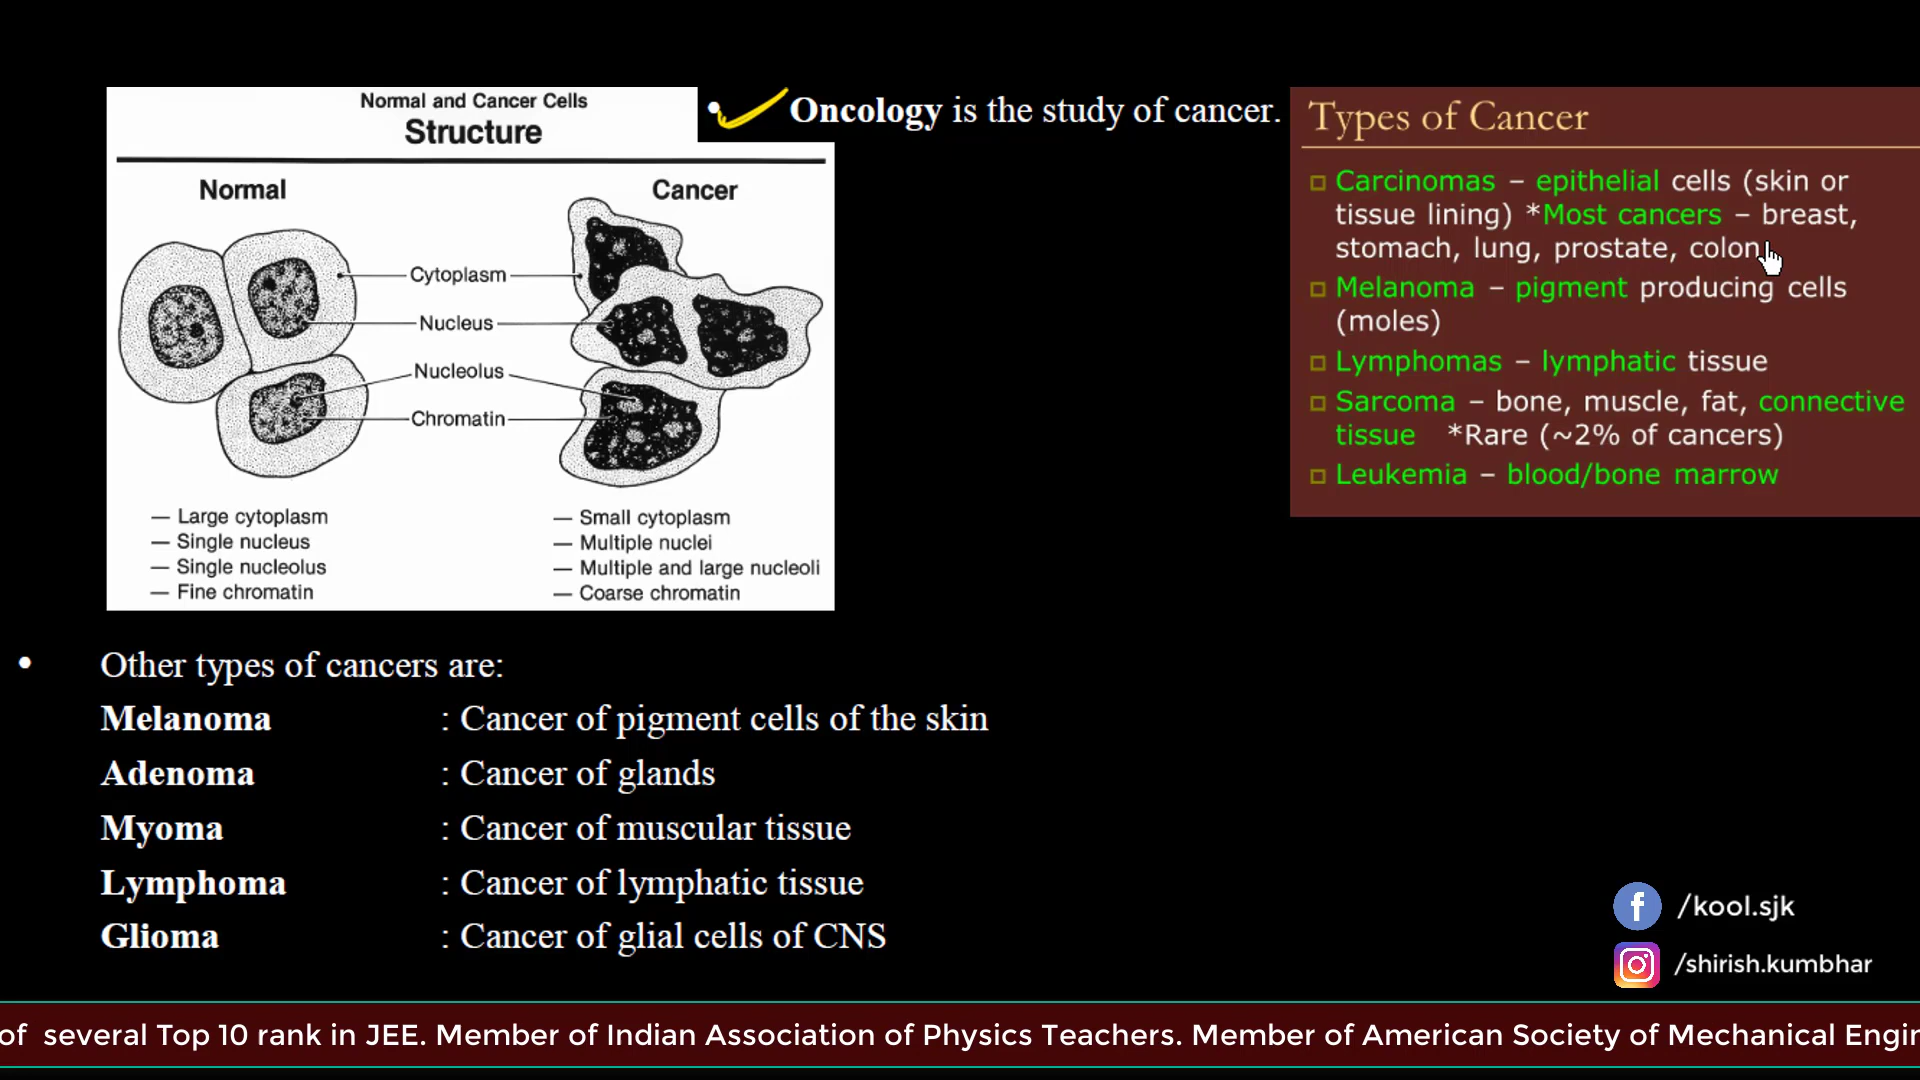 Normal and Cancer Cells
Structure
Normal
Cancer
Cytoplasm
Nucleus
Nucleolus
Chromatin
— Large cytoplasm
— Single nucleus
— Single nucleolus
— Fine chromatin
— Small cytoplasm
— Multiple nuclei
— Multiple and large nucleoli
— Coarse chromatin
• Oncology is the study of cancer.
Types of Cancer
Carcinomas – epithelial cells (skin or
tissue lining) *Most cancers – breast,
stomach, lung, prostate, colon
Melanoma – pigment producing cells
(moles)
Lymphomas – lymphatic tissue
Sarcoma – bone, muscle, fat, connective
tissue *Rare (~2% of cancers)
Leukemia – blood/bone marrow
• Other types of cancers are:
Melanoma : Cancer of pigment cells of the skin
Adenoma : Cancer of glands
Myoma : Cancer of muscular tissue
Lymphoma : Cancer of lymphatic tissue
Glioma : Cancer of glial cells of CNS
/kool.sjk
/shirish.kumbhar
of several Top 10 rank in JEE. Member of Indian Association of Physics Teachers. Member of American Society of Mechanical Engin